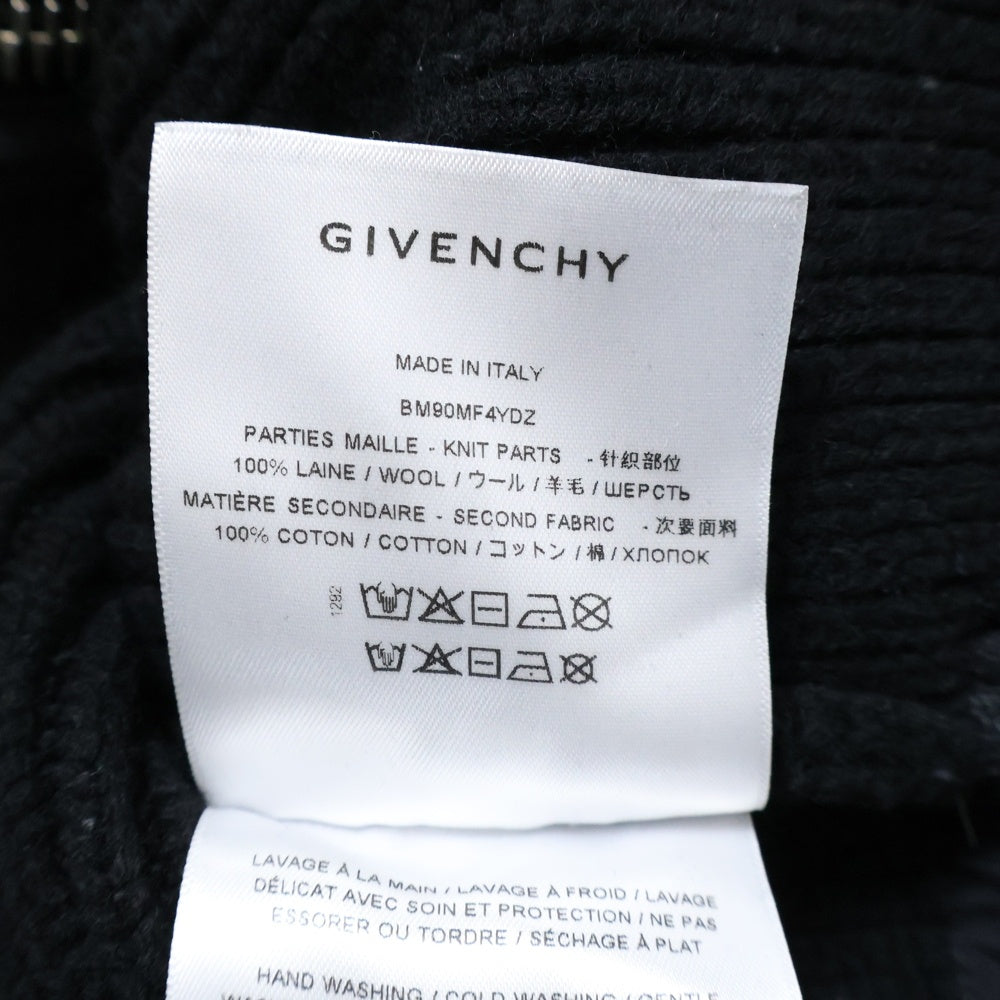 GIVENCHY
MADE IN ITALY
BM90MF4YDZ
PARTIES MAILLE - KNIT PARTS - 针織部位
100% LAINE / WOOL / ウール / 羊毛 / ШЕРСТЬ
MATIÈRE SECONDAIRE - SECOND FABRIC - 次要面料
100% COTON / COTTON / コットン / 棉 / ХЛОПОК
1292
LAVAGE À LA MAIN / LAVAGE À FROID / LAVAGE
DÉLICAT AVEC SOIN ET PROTECTION / NE PAS
ESSORER OU TORDRE / SÉCHAGE À PLAT
HAND WASHING / COLD WASHING / GENTLE